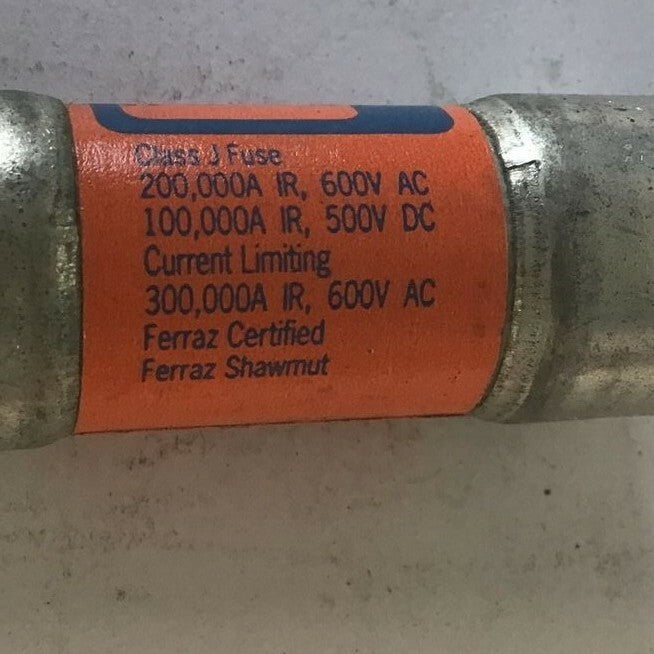 Class J Fuse
200,000A IR, 600V AC
100,000A IR, 500V DC
Current Limiting
300,000A IR, 600V AC
Ferraz Certified
Ferraz Shawmut